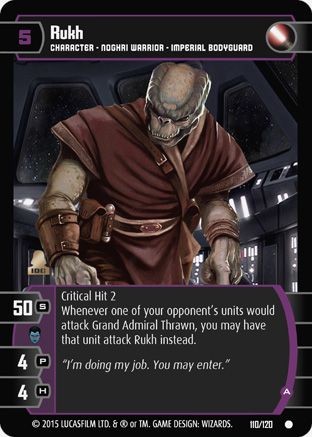 5 Rukh
CHARACTER - NOGHRI WARRIOR - IMPERIAL BODYGUARD
IDC
50 S
Critical Hit 2
Whenever one of your opponent's units would
attack Grand Admiral Thrawn, you may have
that unit attack Rukh instead.
4 P
"I'm doing my job. You may enter."
4 H
A
© 2015 LUCASFILM LTD. & ® or TM. GAME DESIGN: WIZARDS. 110/120